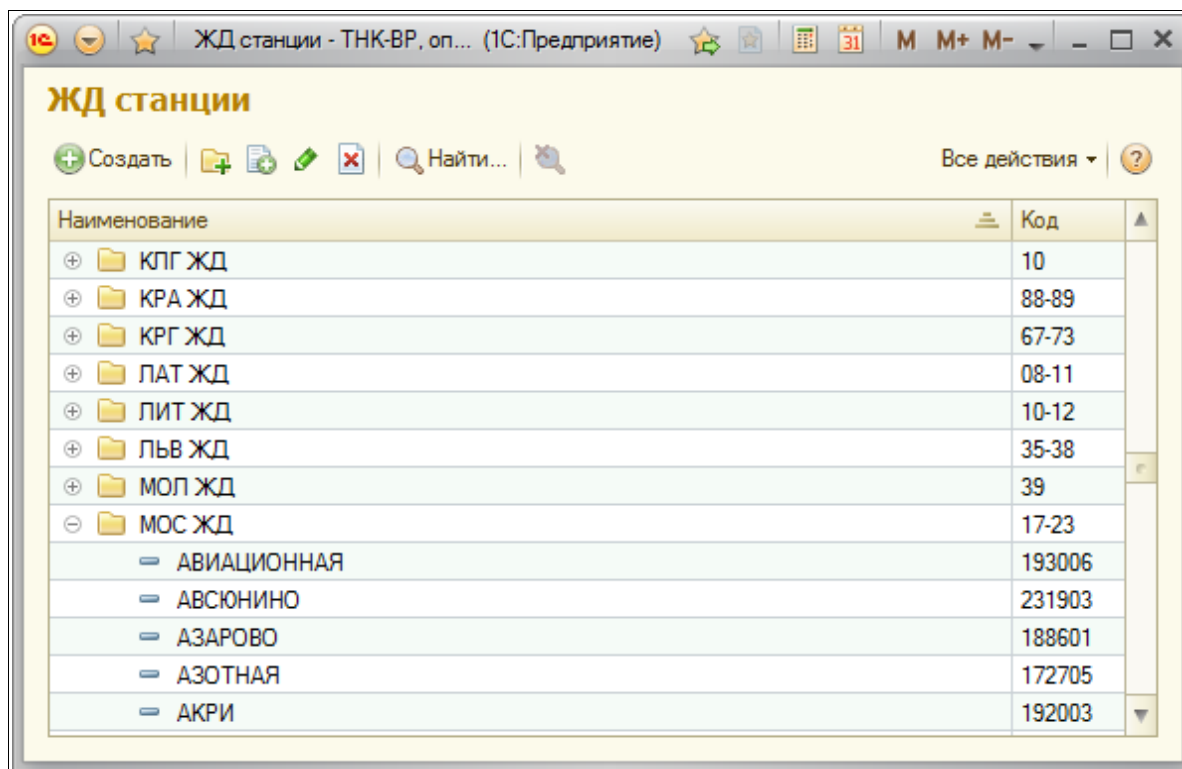 1С ЖД станции - ТНК-ВР, оп... (1С:Предприятие) 31 M M+ M-
ЖД станции
Создать Найти... Все действия ?
Наименование Код
КЛГ ЖД 10
КРА ЖД 88-89
КРГ ЖД 67-73
ЛАТ ЖД 08-11
ЛИТ ЖД 10-12
ЛЬВ ЖД 35-38
МОЛ ЖД 39
МОС ЖД 17-23
АВИАЦИОННАЯ 193006
АВСЮНИНО 231903
АЗАРОВО 188601
АЗОТНАЯ 172705
АКРИ 192003